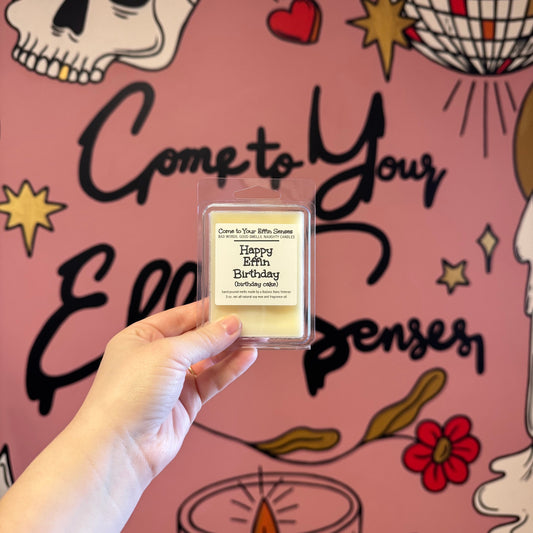 Come to Your
Effin Senses
Come to Your Effin Senses
BAD WORDS, GOOD SMELLS, NAUGHTY CANDLES
Happy
Effin
Birthday
(birthday cake)